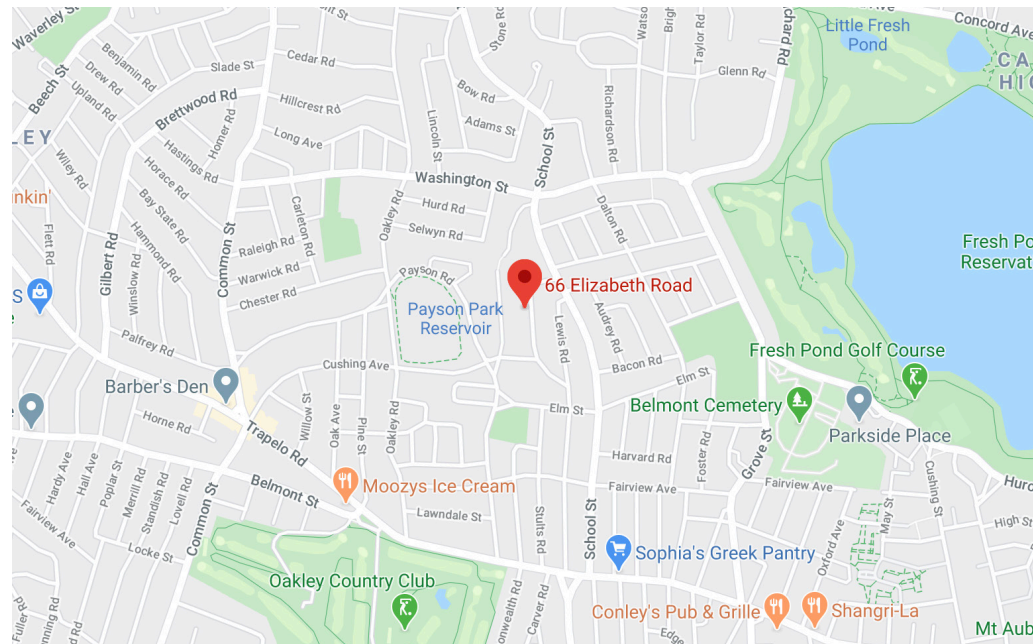 Waverley St
Beech St
Benjamin Rd
Drew Rd
Upland Rd
Slade St
Cedar Rd
Stone Rd
Richardson Rd
Taylor Rd
Glenn Rd
Little Fresh
Pond
Concord Ave
Brettwood Rd
Hillcrest Rd
Bow Rd
Adams St
Lincoln St
Homer Rd
Long Ave
School St
LEY
Wiley Rd
Hastings Rd
Horace Rd
Bay State Rd
Hammond Rd
Washington St
Hurd Rd
Selwyn Rd
Oakley Rd
Dalton Rd
Carleton Rd
Common St
Flett Rd
Gilbert Rd
Winslow Rd
Raleigh Rd
Warwick Rd
Chester Rd
Payson Rd
66 Elizabeth Road
Payson Park
Reservoir
Lewis Rd
Audrey Rd
Bacon Rd
Palfrey Rd
Cushing Ave
Elm St
Fresh Pond Golf Course
Barber's Den
Belmont Cemetery
Parkside Place
Elm St
Horne Rd
Trapelo Rd
Willow St
Oak Ave
Pine St
Oakley Rd
Harvard Rd
Foster Rd
Grove St
Hardy Ave
Hall Ave
Poplar St
Merrill Rd
Standish Rd
Lovell Rd
Belmont St
Moozys Ice Cream
Fairview Ave
Fairview Ave
Cushing St
May St
High St
Fairview Ave
Locke St
Common St
Lawndale St
Stults Rd
School St
Sophia's Greek Pantry
Oxford Ave
Oakley Country Club
Carver Rd
Conley's Pub & Grille
Shangri-La